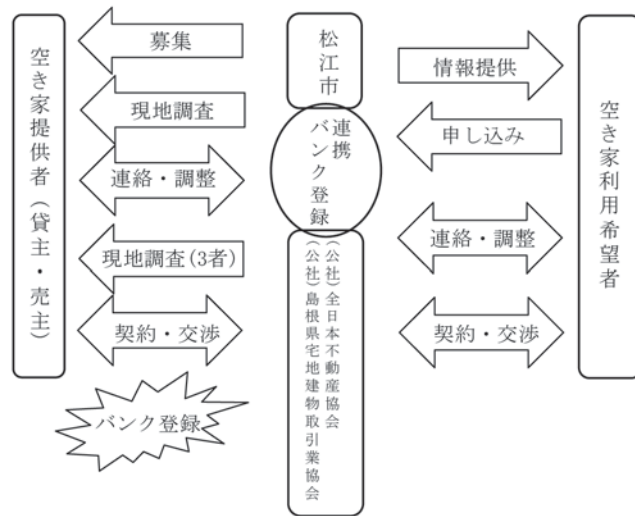 空き家提供者（貸主・売主）
募集
現地調査
連絡・調整
現地調査(3者)
契約・交渉
バンク登録
松江市
連携
バンク登録
（公社）全日本不動産協会
（公社）島根県宅地建物取引業協会
情報提供
申し込み
連絡・調整
契約・交渉
空き家利用希望者